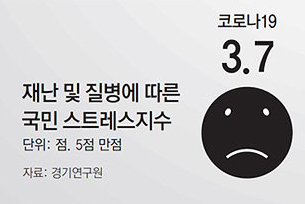 코로나19
3.7
재난 및 질병에 따른
국민 스트레스지수
단위: 점. 5점 만점
자료: 경기연구원